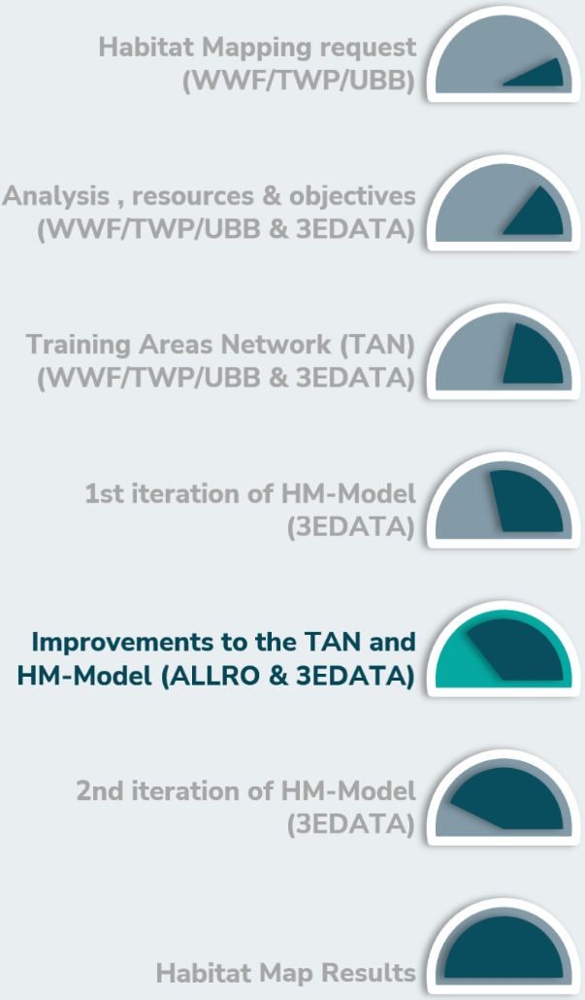 Habitat Mapping request
(WWF/TWP/UBB)
Analysis , resources & objectives
(WWF/TWP/UBB & 3EDATA)
Training Areas Network (TAN)
(WWF/TWP/UBB & 3EDATA)
1st iteration of HM-Model
(3EDATA)
Improvements to the TAN and
HM-Model (ALLRO & 3EDATA)
2nd iteration of HM-Model
(3EDATA)
Habitat Map Results